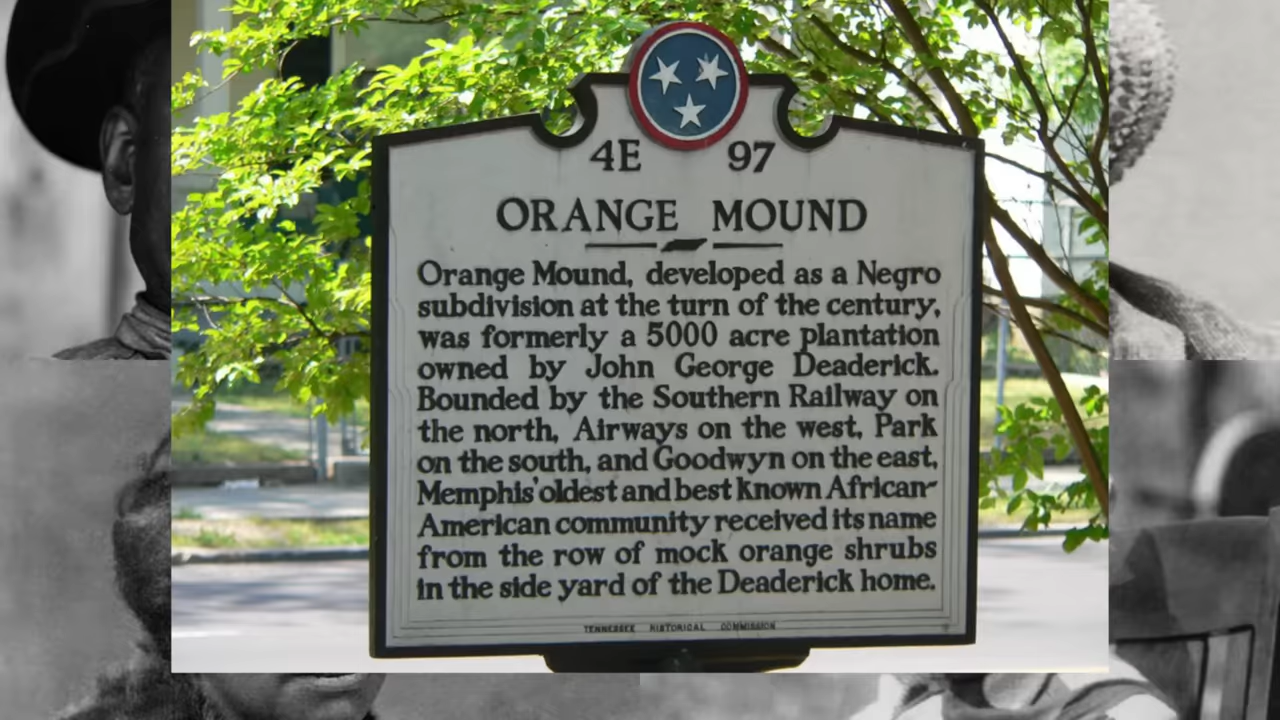 4E 97
ORANGE MOUND
Orange Mound, developed as a Negro
subdivision at the turn of the century,
was formerly a 5000 acre plantation
owned by John George Deaderick.
Bounded by the Southern Railway on
the north, Airways on the west, Park
on the south, and Goodwyn on the east,
Memphis' oldest and best known African-
American community received its name
from the row of mock orange shrubs
in the side yard of the Deaderick home.
TENNESSEE HISTORICAL COMMISSION